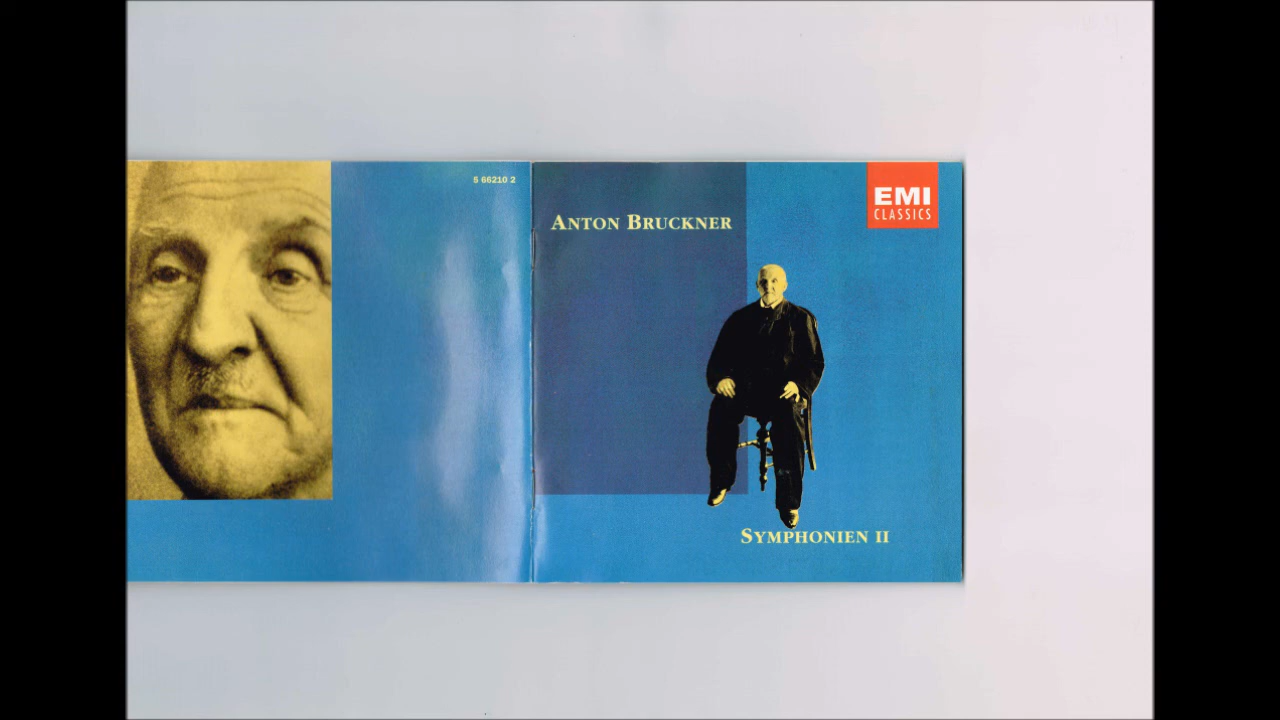 5 66210 2
ANTON BRUCKNER
EMI
CLASSICS
SYMPHONIEN II